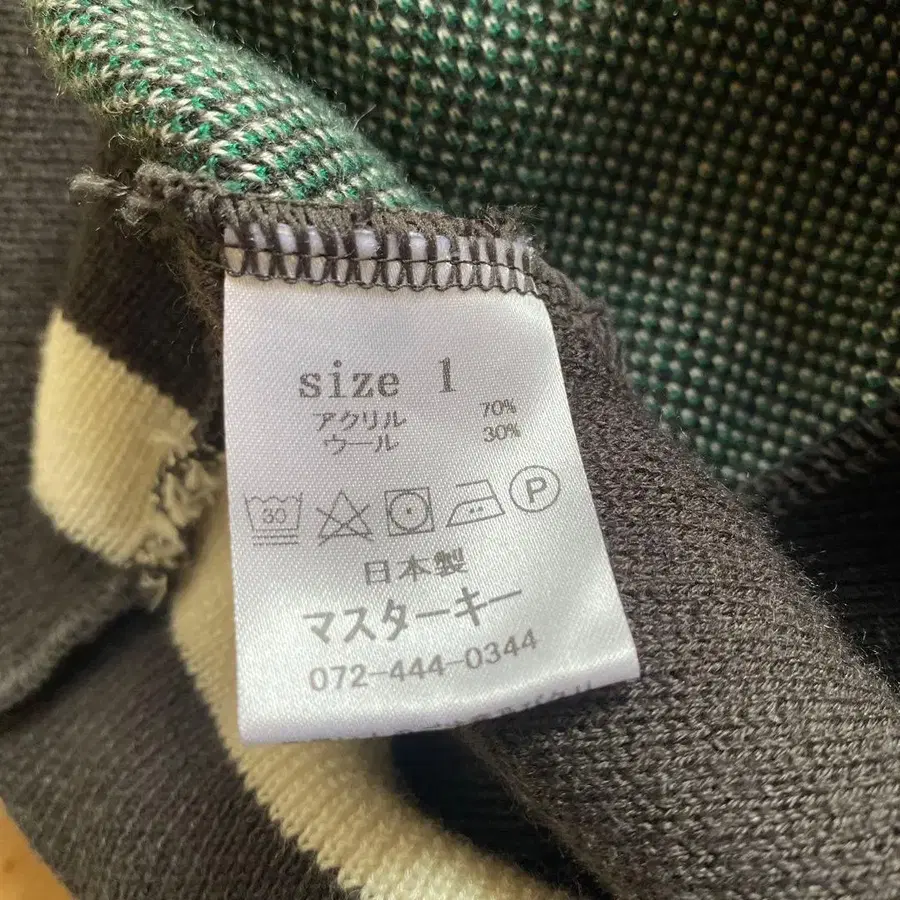 size 1
アクリル 70%
ウール 30%
30
P
日本製
マスターキー
072-444-0344